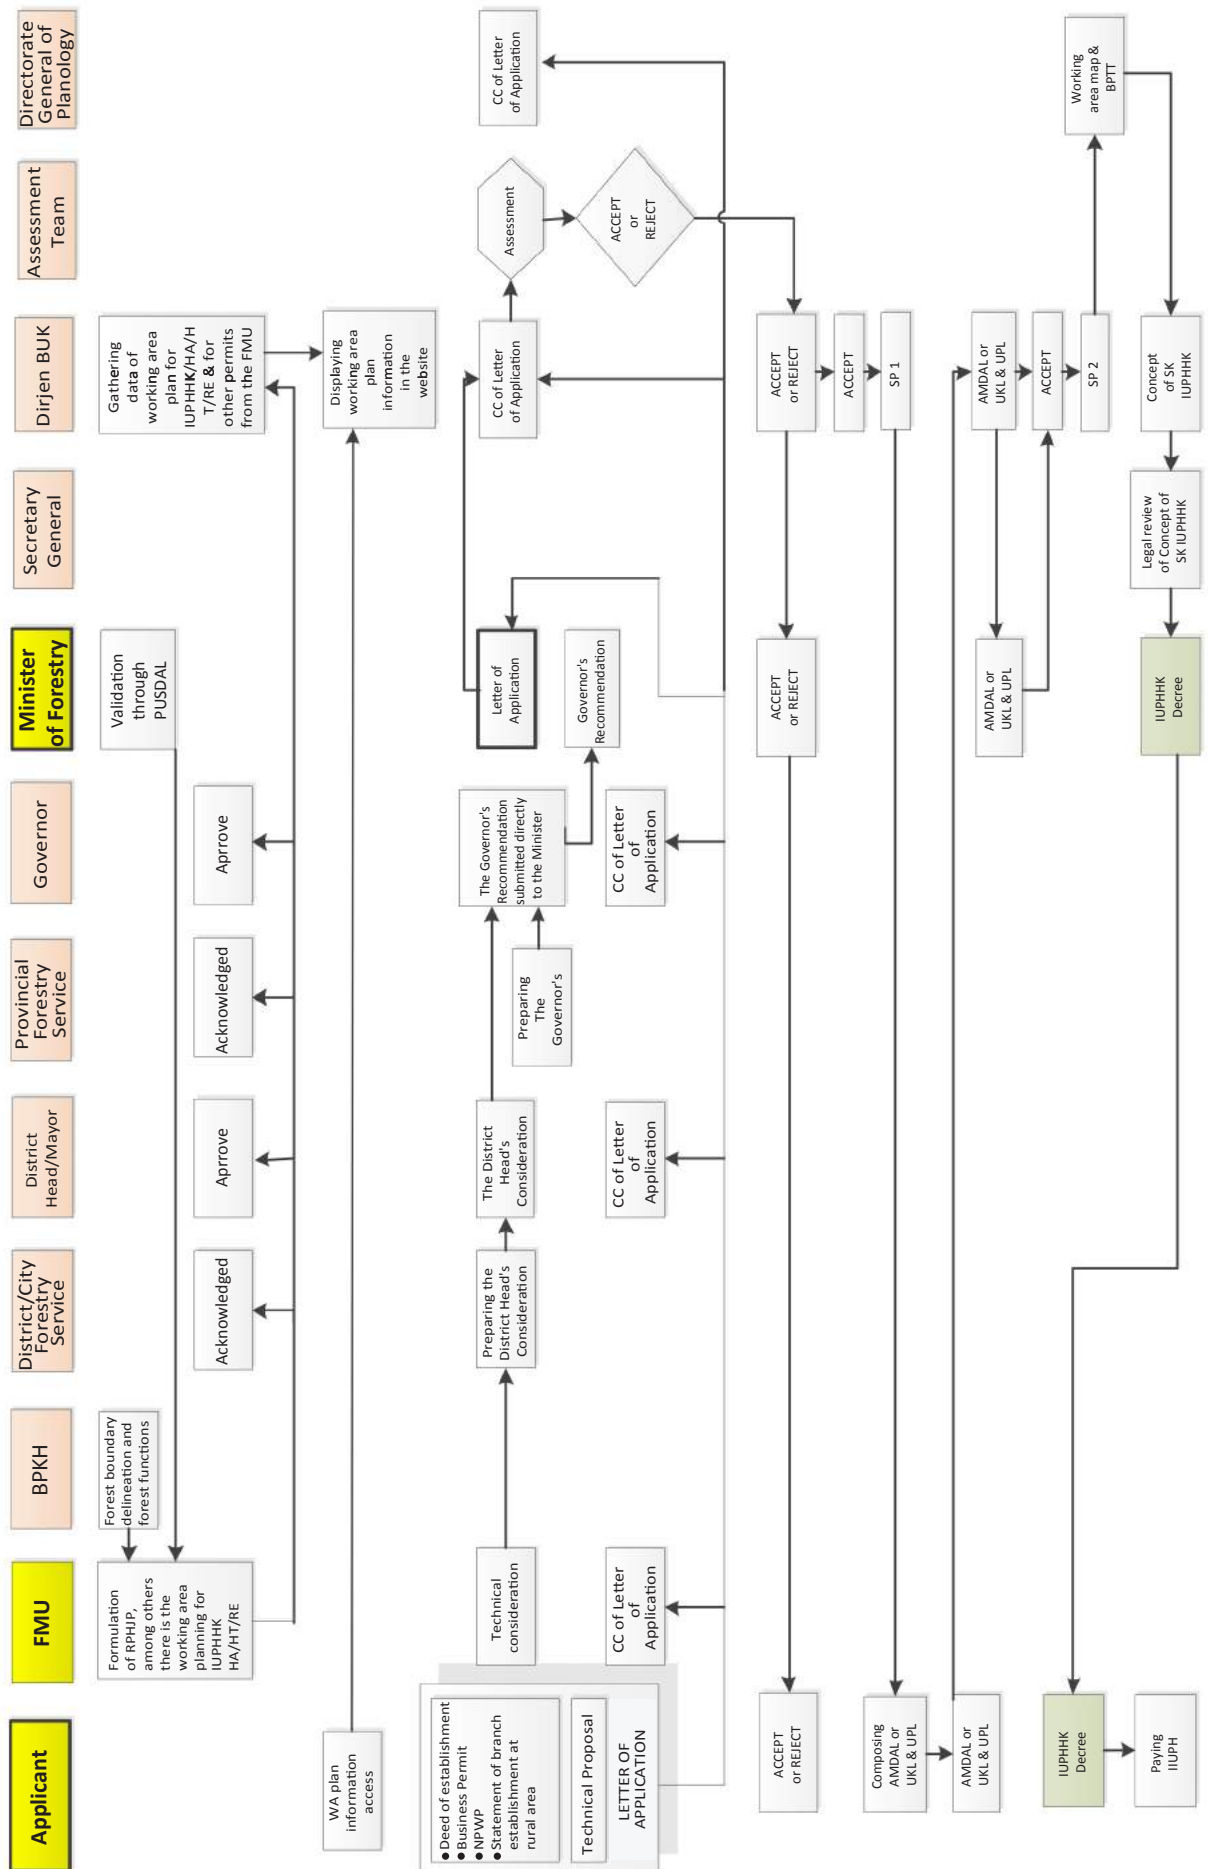 Applicant
FMU
BPKH
District/City
Forestry
Service
District
Head/Mayor
Provincial
Forestry
Service
Governor
Minister
of Forestry
Secretary
General
Dirjen BUK
Assessment
Team
Directorate
General of
Planology
Formulation
of RPHJP,
among others
there is the
working area
planning for
IUPHHK
HA/HT/RE
Forest boundary
delineation and
forest functions
Validation
through
PUSDAL
Gathering
data of
working area
plan for
IUPHHK/HA/H
T/RE & for
other permits
from the FMU
Acknowledged
Aprrove
Acknowledged
Aprrove
WA plan
information
access
Displaying
working area
plan
information
in the
website
● Deed of establishment
● Business Permit
● NPWP
● Statement of branch
establishment at
rural area
Technical Proposal
LETTER OF
APPLICATION
Technical
consideration
Preparing the
District Head's
Consideration
The District
Head's
Consideration
Preparing
The
Governor's
The Governor's
Recommendation
submitted directly
to the Minister
Letter of
Application
Governor's
Recommendation
CC of Letter
of Application
Assessment
ACCEPT
or
REJECT
CC of Letter
of Application
CC of Letter
of
Application
CC of Letter
of
Application
CC of Letter
of
Application
ACCEPT
or REJECT
ACCEPT
or REJECT
ACCEPT
or REJECT
ACCEPT
SP 1
Composing
AMDAL or
UKL & UPL
AMDAL or
UKL & UPL
AMDAL or
UKL & UPL
AMDAL or
UKL & UPL
ACCEPT
SP 2
Working
area map &
BPTT
Concept
of SK
IUPHHK
Legal review
of Concept of
SK IUPHHK
IUPHHK
Decree
IUPHHK
Decree
Paying
IIUPH